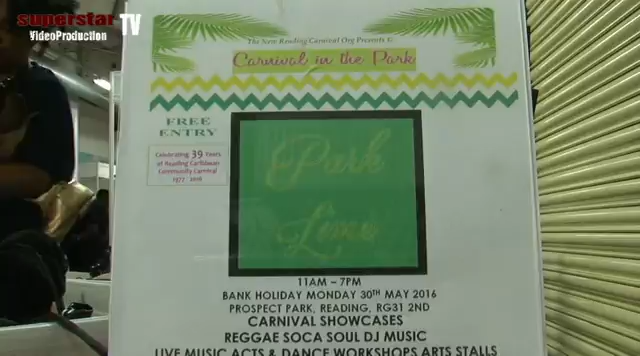 superstar TV
VideoProduction
The New Reading Carnival Org Presents
Carnival in the Park
FREE
ENTRY
Celebrating 39 Years
of Reading Caribbean
Community Carnival
1977 - 2016
Park
Lime
11AM – 7PM
BANK HOLIDAY MONDAY 30TH MAY 2016
PROSPECT PARK, READING, RG31 2ND
CARNIVAL SHOWCASES
REGGAE SOCA SOUL DJ MUSIC
LIVE MUSIC ACTS & DANCE WORKSHOPS ARTS STALLS